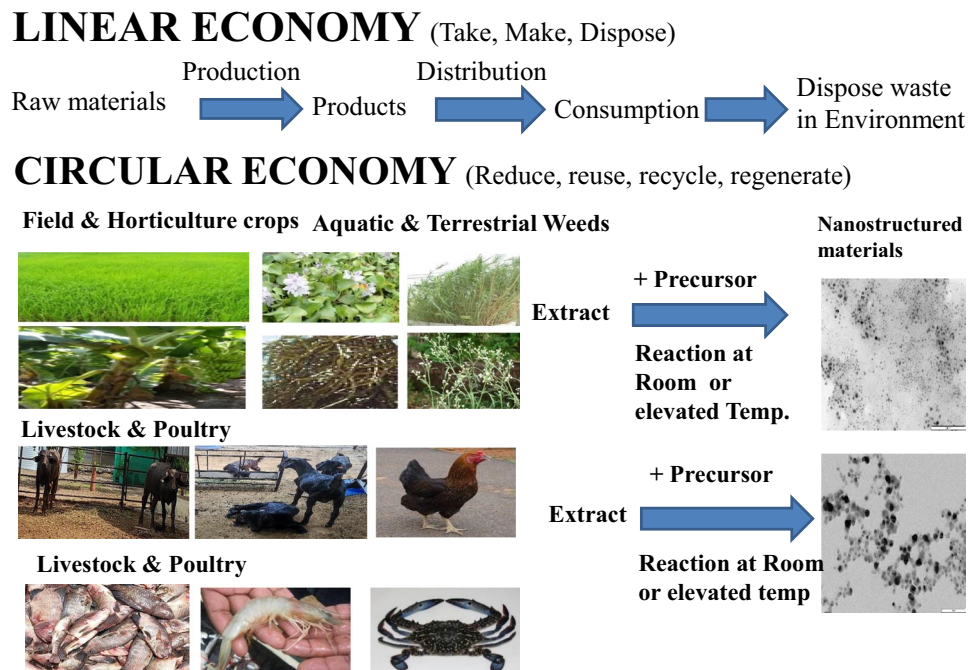 LINEAR ECONOMY (Take, Make, Dispose)
Production
Distribution
Raw materials
Products
Consumption
Dispose waste
in Environment
CIRCULAR ECONOMY (Reduce, reuse, recycle, regenerate)
Field & Horticulture crops
Aquatic & Terrestrial Weeds
Nanostructured
materials
Extract
+ Precursor
Reaction at
Room or
elevated Temp.
Livestock & Poultry
Extract
+ Precursor
Reaction at Room
or elevated temp
Livestock & Poultry